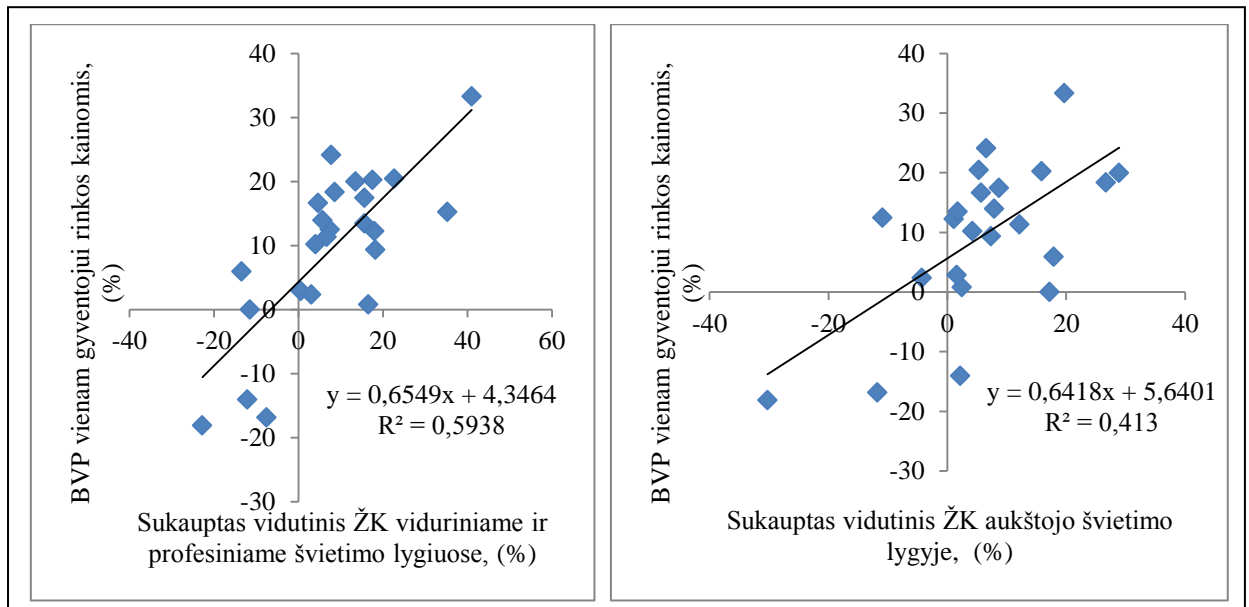 BVP vienam gyventojui rinkos kainomis,
(%)
40
30
20
10
0
-10
-20
-30
-40
-20
0
20
40
60
y = 0,6549x + 4,3464
R² = 0,5938
Sukauptas vidutinis ŽK viduriniame ir
profesiniame švietimo lygiuose, (%)
BVP vienam gyventojui rinkos kainomis,
(%)
40
30
20
10
0
-10
-20
-30
-40
-20
0
20
40
y = 0,6418x + 5,6401
R² = 0,413
Sukauptas vidutinis ŽK aukštojo švietimo
lygyje, (%)